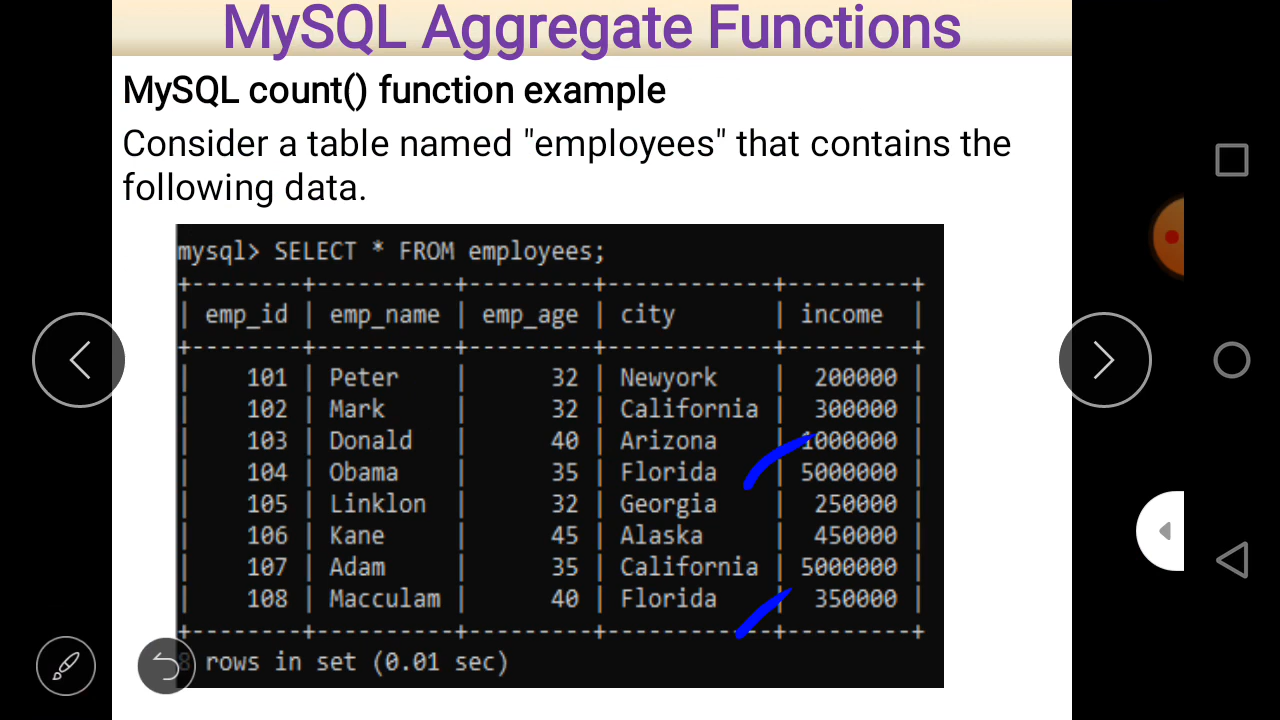 MySQL Aggregate Functions
MySQL count() function example
Consider a table named "employees" that contains the
following data.
mysql> SELECT * FROM employees;
+--------+----------+---------+------------+---------+
| emp_id | emp_name | emp_age | city       | income  |
+--------+----------+---------+------------+---------+
|    101 | Peter    |      32 | Newyork    |  200000 |
|    102 | Mark     |      32 | California |  300000 |
|    103 | Donald   |      40 | Arizona    | 1000000 |
|    104 | Obama    |      35 | Florida    | 5000000 |
|    105 | Linklon  |      32 | Georgia    |  250000 |
|    106 | Kane     |      45 | Alaska     |  450000 |
|    107 | Adam     |      35 | California | 5000000 |
|    108 | Macculam |      40 | Florida    |  350000 |
+--------+----------+---------+------------+---------+
8 rows in set (0.01 sec)